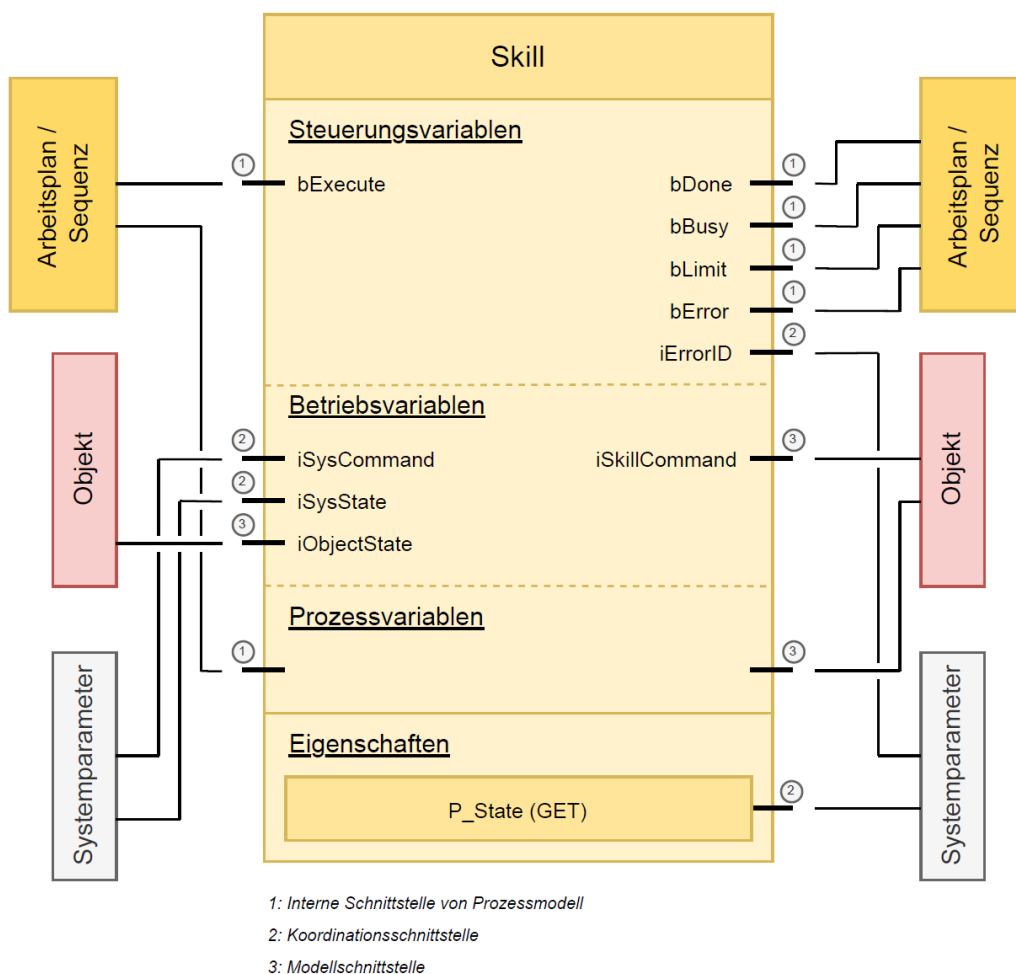 Skill
Arbeitsplan /
Sequenz
Steuerungsvariablen
1
bExecute
bDone
1
bBusy
1
bLimit
1
bError
1
iErrorID
2
Arbeitsplan /
Sequenz
Objekt
Betriebsvariablen
2
iSysCommand
2
iSysState
3
iObjectState
iSkillCommand
3
Objekt
Prozessvariablen
1
3
Systemparameter
Eigenschaften
P_State (GET)
2
Systemparameter
1: Interne Schnittstelle von Prozessmodell
2: Koordinationsschnittstelle
3: Modellschnittstelle